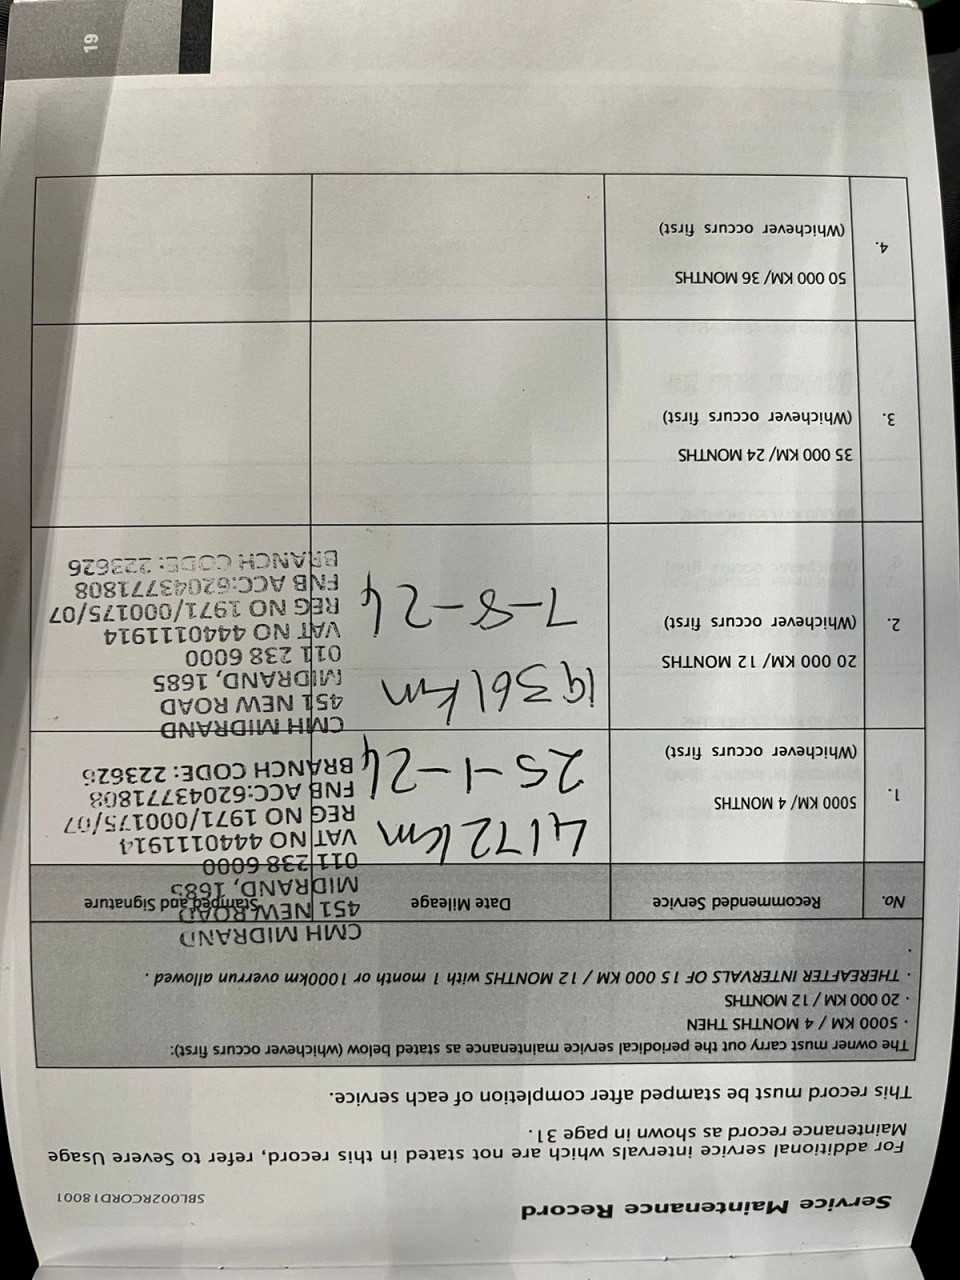 Service Maintenance Record
SBL002RCORD18001
For additional service intervals which are not stated in this record, refer to Severe Usage
Maintenance record as shown in page 31.
This record must be stamped after completion of each service.
The owner must carry out the periodical service maintenance as stated below (whichever occurs first):
· 5000 KM / 4 MONTHS THEN
· 20 000 KM / 12 MONTHS
· THEREAFTER INTERVALS OF 15 000 KM / 12 MONTHS with 1 month or 1000km overrun allowed .
.
No.
Recommended Service
Date Mileage
Stamped and Signature
1.
5000 KM/ 4 MONTHS
(Whichever occurs first)
4172 km
25-1-24
CMH MIDRAND
451 NEW ROAD
MIDRAND, 1685
011 238 6000
VAT NO 4440111914
REG NO 1971/000175/07
FNB ACC:62043771808
BRANCH CODE: 223626
2.
20 000 KM/ 12 MONTHS
(Whichever occurs first)
19361 km
7-8-24
CMH MIDRAND
451 NEW ROAD
MIDRAND, 1685
011 238 6000
VAT NO 4440111914
REG NO 1971/000175/07
FNB ACC:62043771808
BRANCH CODE: 223626
3.
35 000 KM/ 24 MONTHS
(Whichever occurs first)
4.
50 000 KM/ 36 MONTHS
(Whichever occurs first)
19